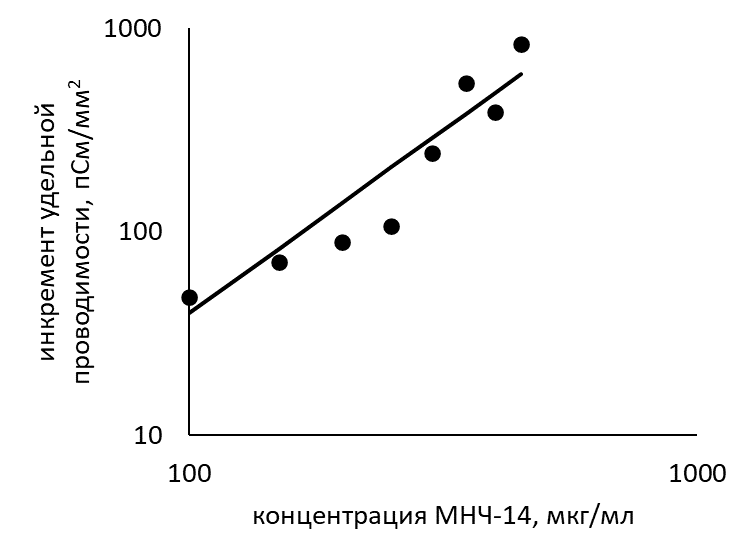 1000
100
10
инкремент удельной
проводимости, пСм/мм²
100
1000
концентрация МНЧ-14, мкг/мл